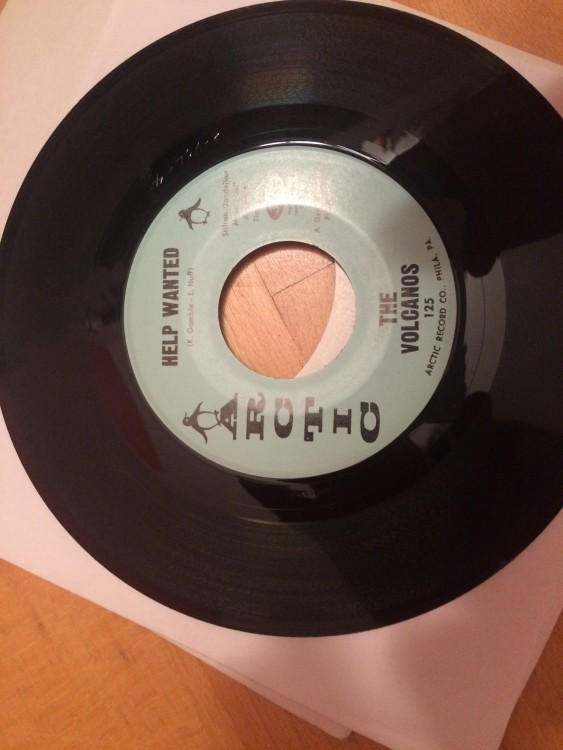 ARCTIC
HELP WANTED
(K. Gamble - L. Huff)
THE
VOLCANOS
125
ARCTIC RECORD CO., PHILA. PA.